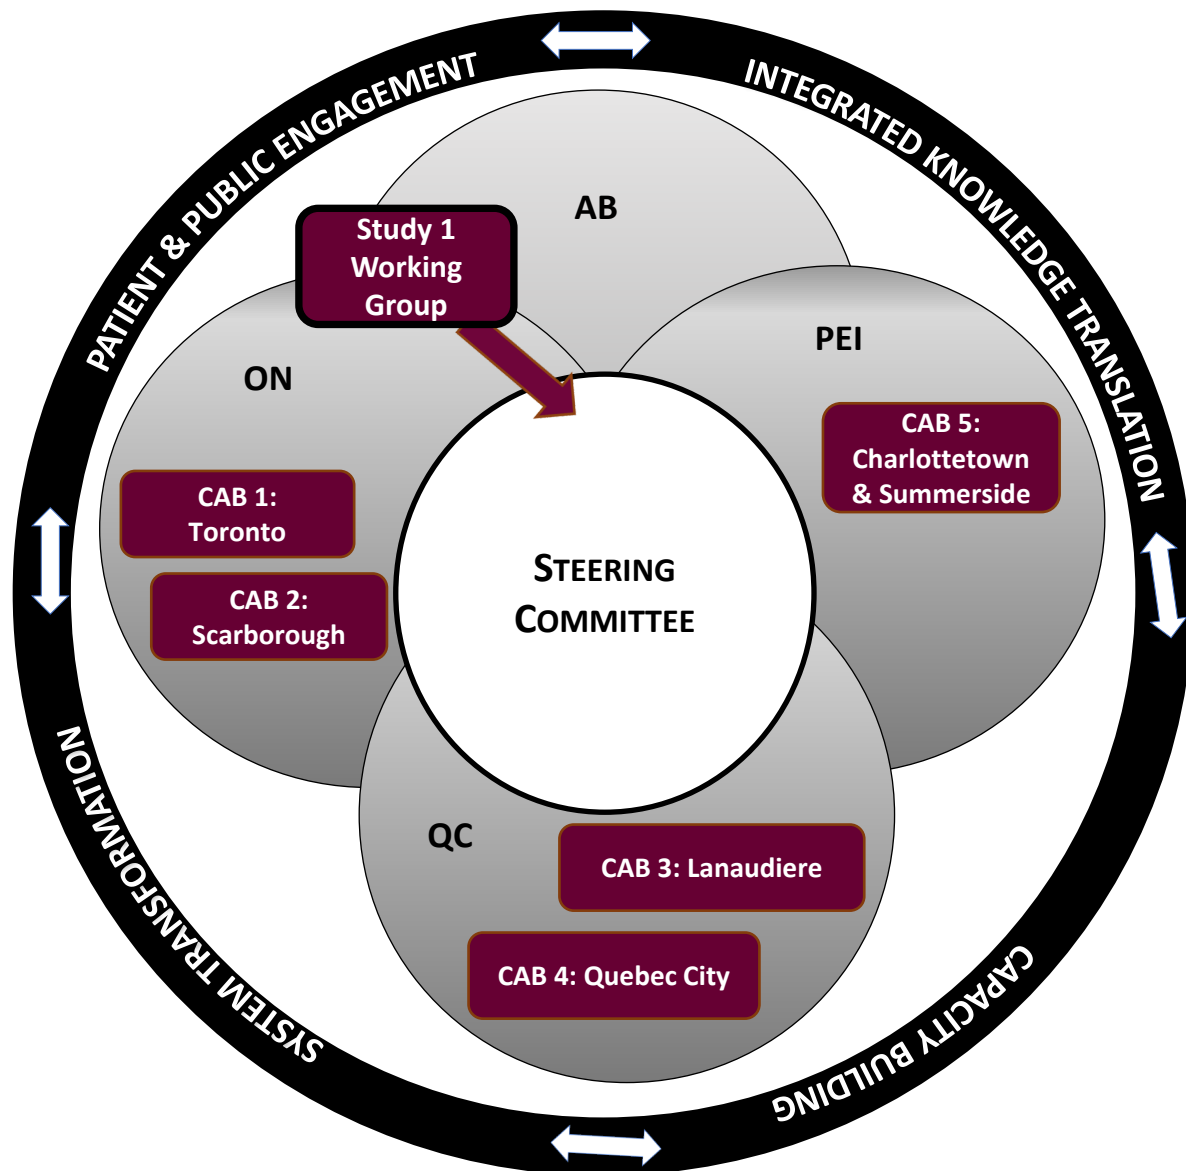 PATIENT & PUBLIC ENGAGEMENT
INTEGRATED KNOWLEDGE TRANSLATION
AB
Study 1
Working
Group
PEI
ON
CAB 5:
Charlottetown
& Summerside
CAB 1:
Toronto
CAB 2:
Scarborough
STEERING
COMMITTEE
QC
CAB 3: Lanaudiere
CAB 4: Quebec City
SYSTEM TRANSFORMATION
CAPACITY BUILDING